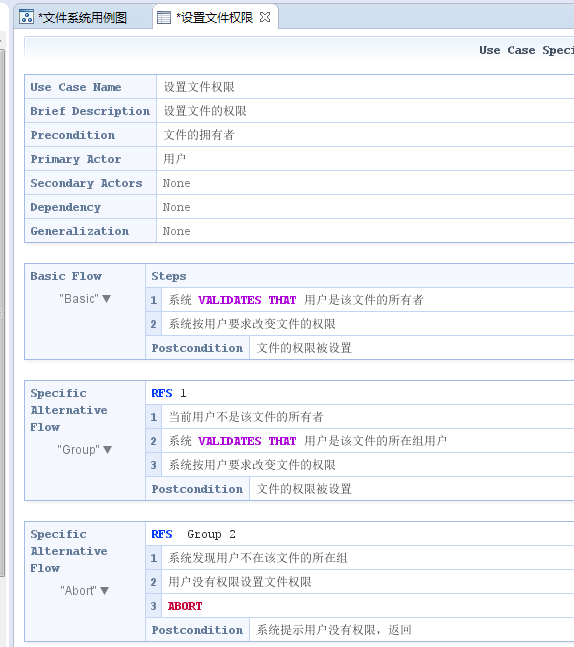 *文件系统用例图 *设置文件权限
Use Case Speci
Use Case Name 设置文件权限
Brief Description 设置文件的权限
Precondition 文件的拥有者
Primary Actor 用户
Secondary Actors None
Dependency None
Generalization None
Basic Flow Steps
"Basic" ▼
1 系统 VALIDATES THAT 用户是该文件的所有者
2 系统按用户要求改变文件的权限
Postcondition 文件的权限被设置
Specific Alternative Flow
"Group" ▼
RFS 1
1 当前用户不是该文件的所有者
2 系统 VALIDATES THAT 用户是该文件的所在组用户
3 系统按用户要求改变文件的权限
Postcondition 文件的权限被设置
Specific Alternative Flow
"Abort" ▼
RFS Group 2
1 系统发现用户不在该文件的所在组
2 用户没有权限设置文件权限
3 ABORT
Postcondition 系统提示用户没有权限，返回